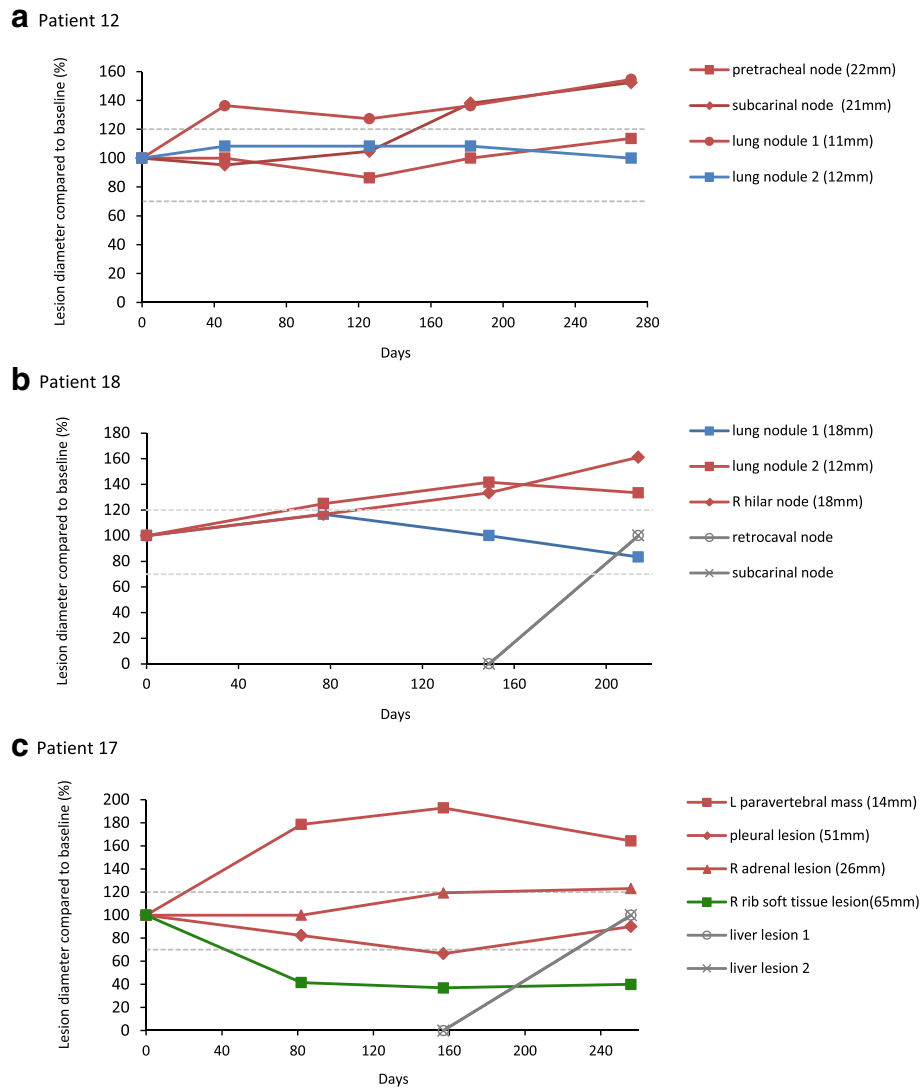 a Patient 12
Lesion diameter compared to baseline (%)
160
140
120
100
80
60
40
20
0
0 40 80 120 160 200 240 280
Days
pretracheal node (22mm)
subcarinal node (21mm)
lung nodule 1 (11mm)
lung nodule 2 (12mm)
b Patient 18
Lesion diameter compared to baseline (%)
180
160
140
120
100
80
60
40
20
0
0 40 80 120 160 200
Days
lung nodule 1 (18mm)
lung nodule 2 (12mm)
R hilar node (18mm)
retrocaval node
subcarinal node
c Patient 17
Lesion diameter compared to baseline (%)
200
180
160
140
120
100
80
60
40
20
0
0 40 80 120 160 200 240
Days
L paravertebral mass (14mm)
pleural lesion (51mm)
R adrenal lesion (26mm)
R rib soft tissue lesion(65mm)
liver lesion 1
liver lesion 2